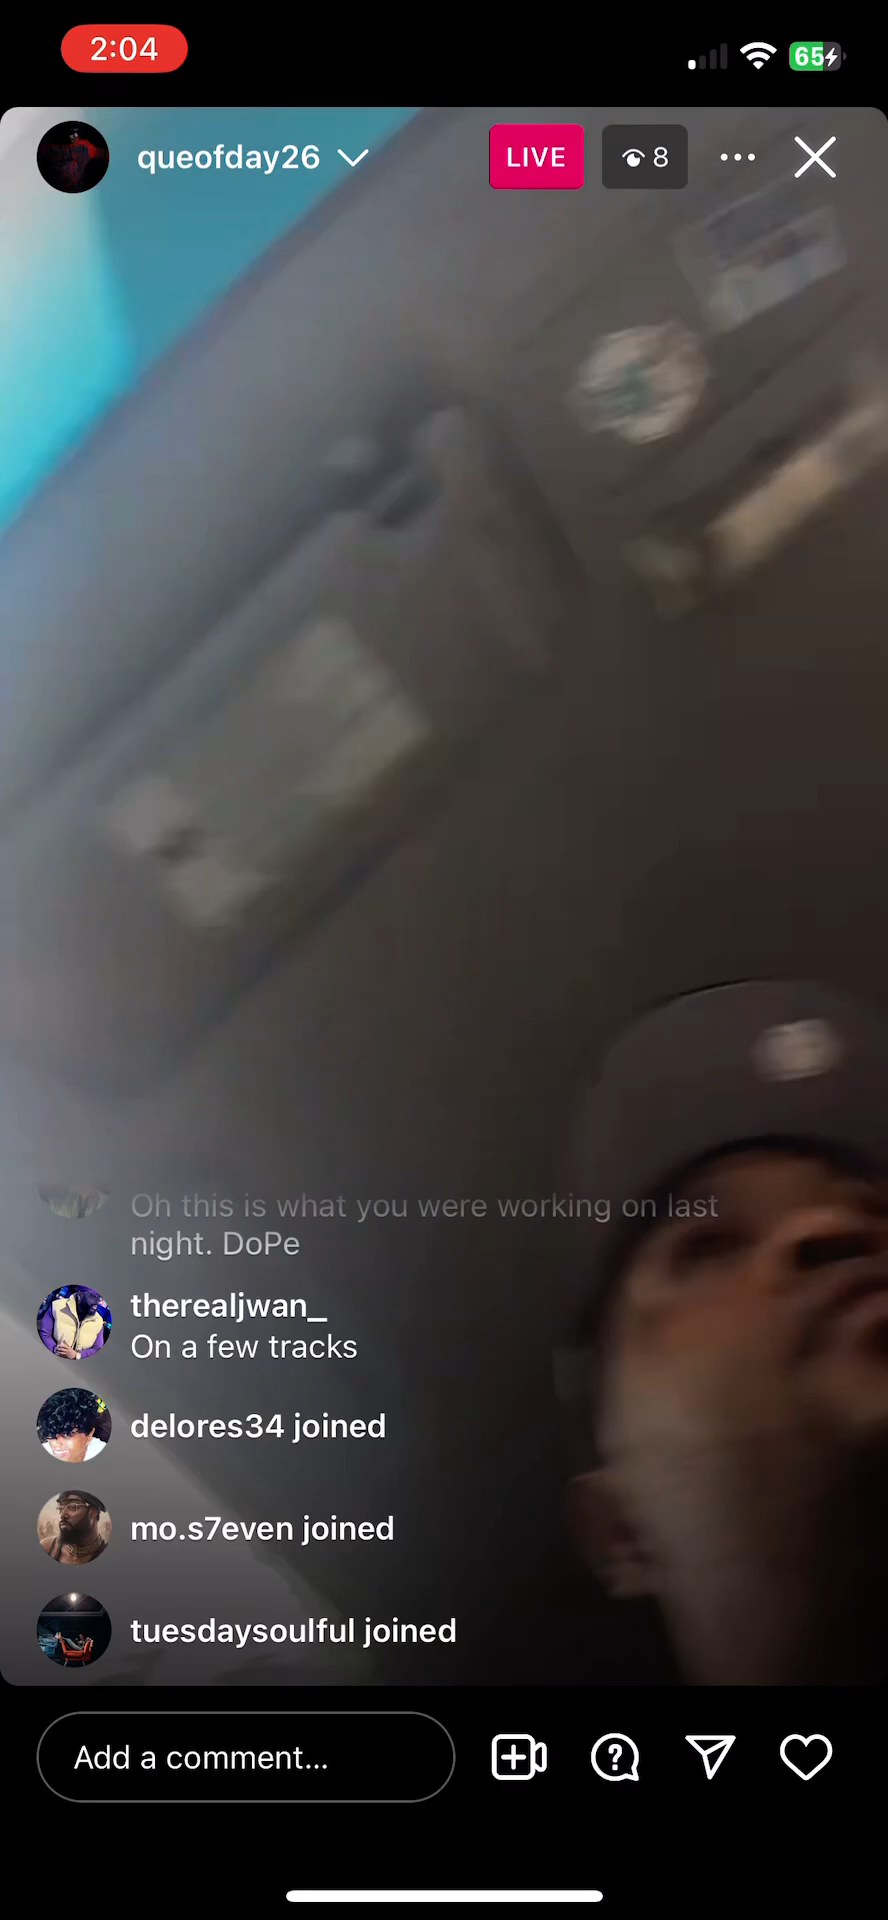 2:04
65
queofday26
LIVE
8
Oh this is what you were working on last
night. DoPe
therealjwan_
On a few tracks
delores34 joined
mo.s7even joined
tuesdaysoulful joined
Add a comment...